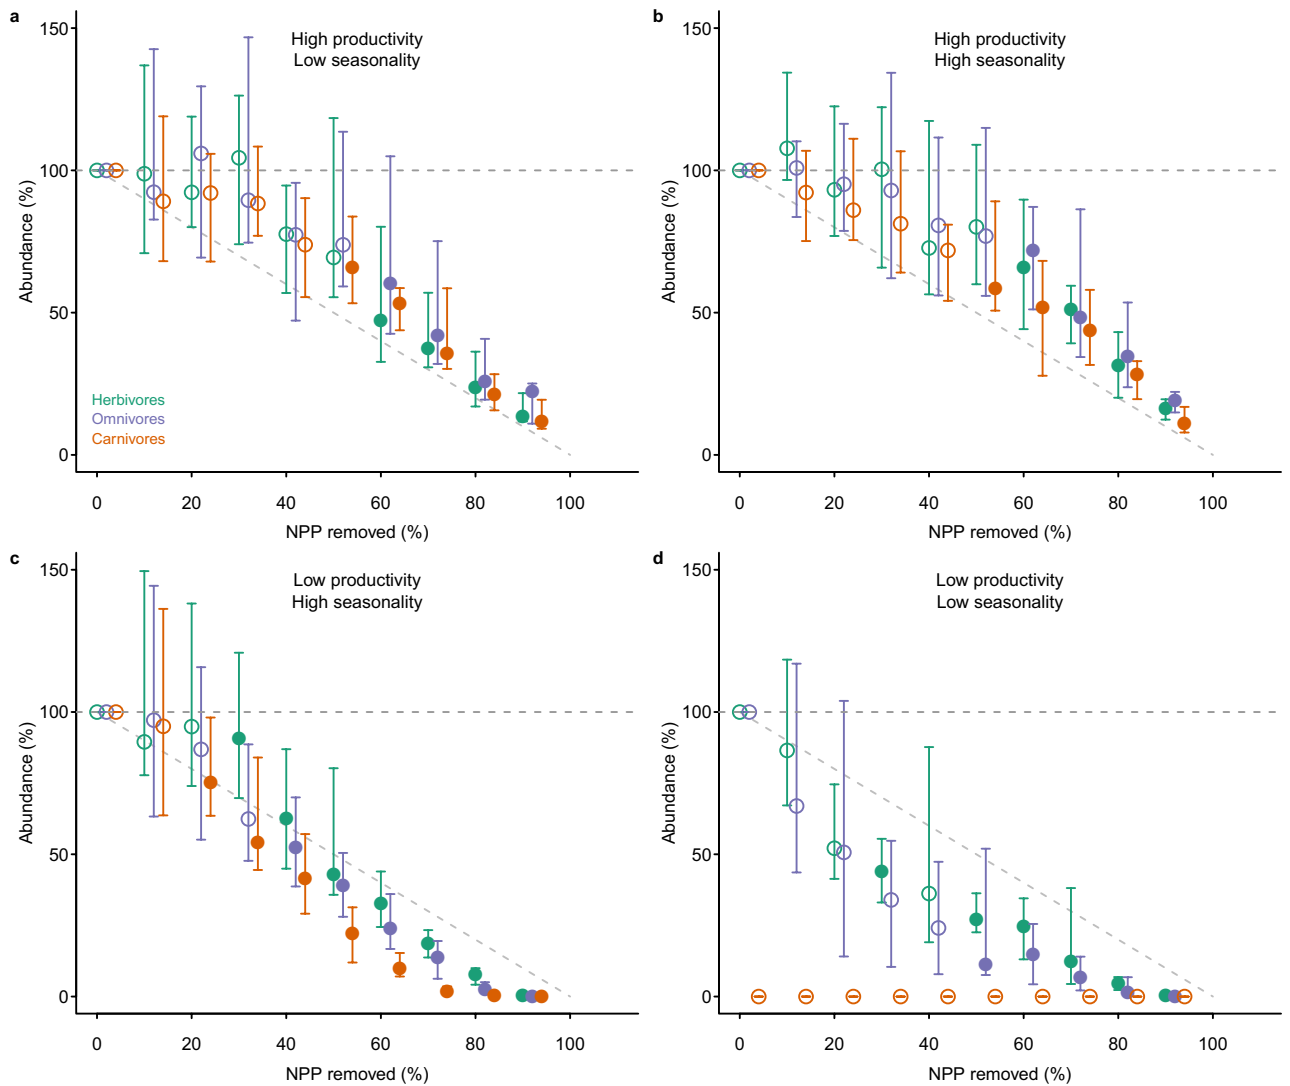 a
High productivity
Low seasonality
150
100
50
0
Abundance (%)
Herbivores
Omnivores
Carnivores
0 20 40 60 80 100
NPP removed (%)
b
High productivity
High seasonality
150
100
50
0
Abundance (%)
0 20 40 60 80 100
NPP removed (%)
c
Low productivity
High seasonality
150
100
50
0
Abundance (%)
0 20 40 60 80 100
NPP removed (%)
d
Low productivity
Low seasonality
150
100
50
0
Abundance (%)
0 20 40 60 80 100
NPP removed (%)